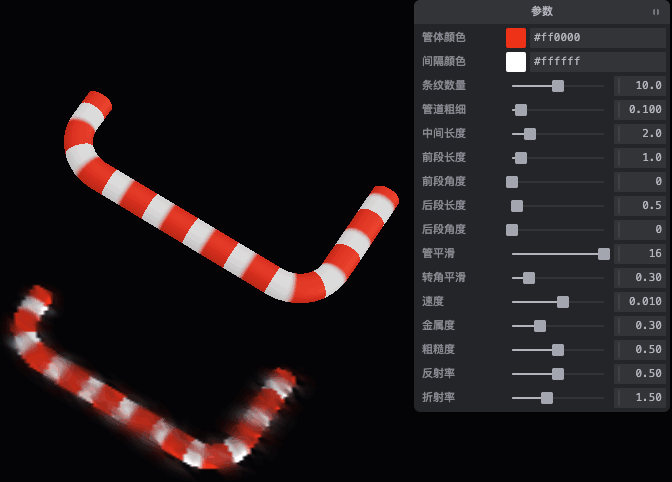 参数
管体颜色 #ff0000
间隔颜色 #ffffff
条纹数量 10.0
管道粗细 0.100
中间长度 2.0
前段长度 1.0
前段角度 0
后段长度 0.5
后段角度 0
管平滑 16
转角平滑 0.30
速度 0.010
金属度 0.30
粗糙度 0.50
反射率 0.50
折射率 1.50